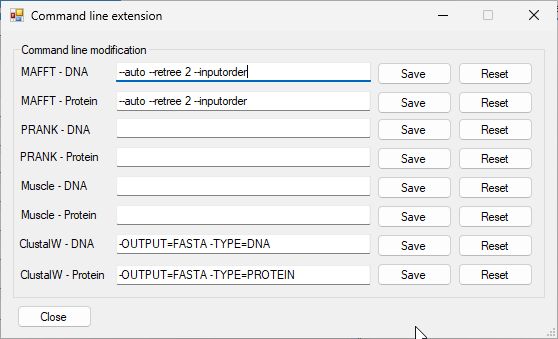 Command line extension
Command line modification
MAFFT - DNA --auto --retree 2 --inputorder Save Reset
MAFFT - Protein --auto --retree 2 --inputorder Save Reset
PRANK - DNA Save Reset
PRANK - Protein Save Reset
Muscle - DNA Save Reset
Muscle - Protein Save Reset
ClustalW - DNA -OUTPUT=FASTA -TYPE=DNA Save Reset
ClustalW - Protein -OUTPUT=FASTA -TYPE=PROTEIN Save Reset
Close